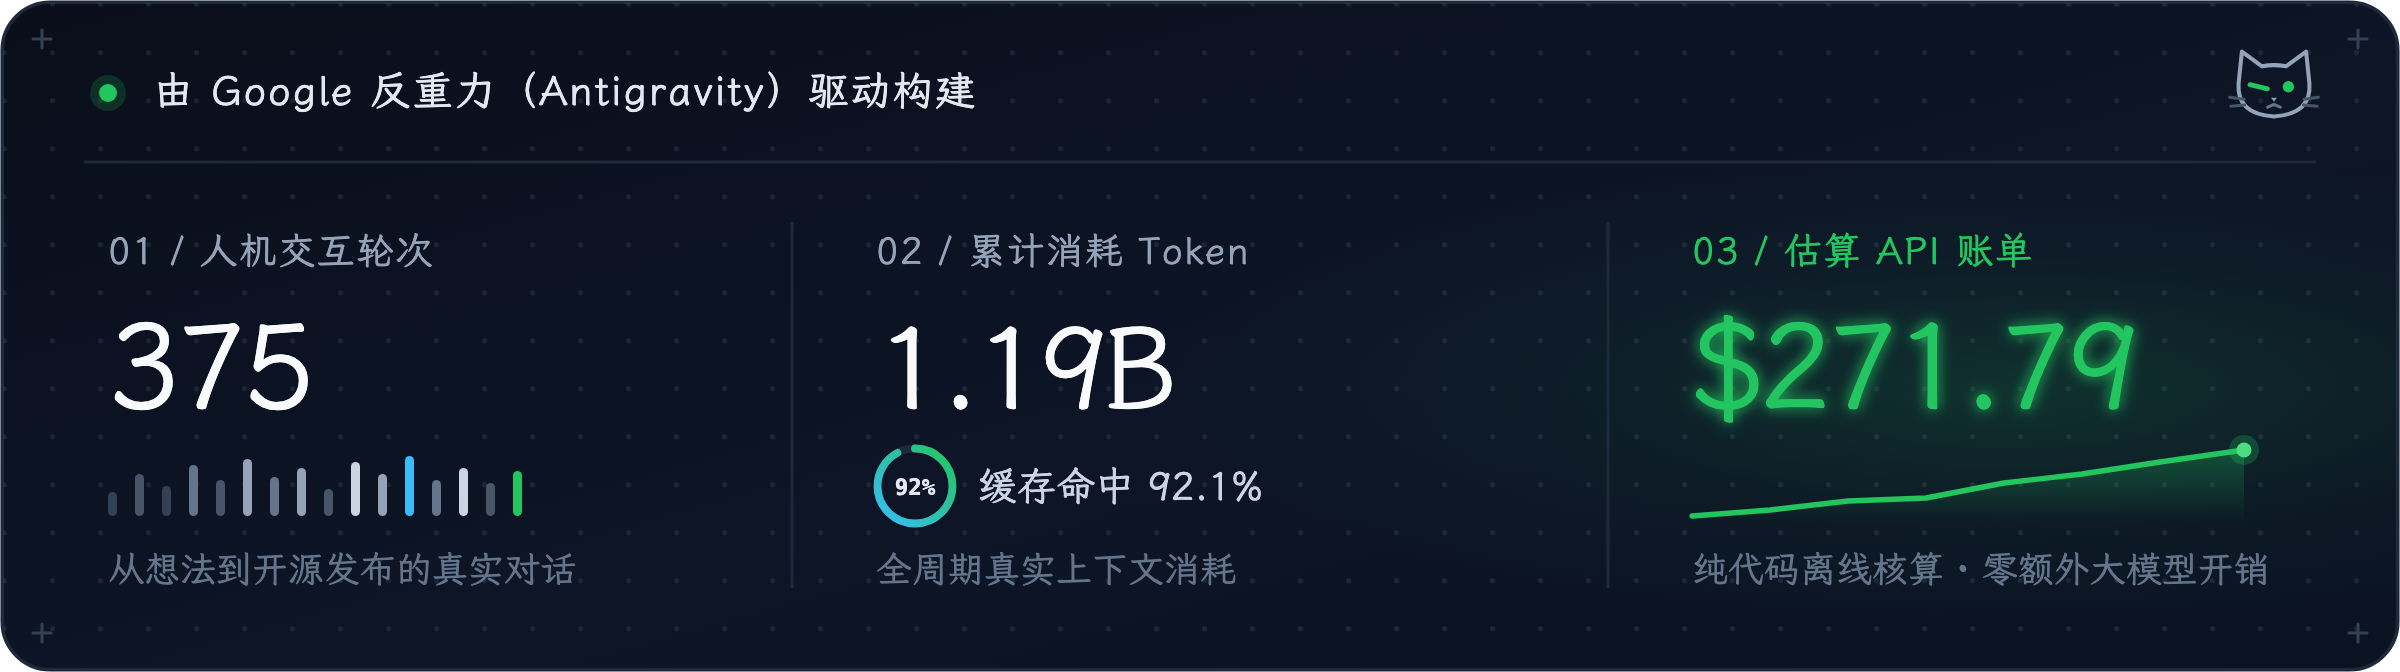 由 Google 反重力（Antigravity）驱动构建
01 / 人机交互轮次
375
从想法到开源发布的真实对话
02 / 累计消耗 Token
1.19B
92%
缓存命中 92.1%
全周期真实上下文消耗
03 / 估算 API 账单
$271.79
纯代码离线核算·零额外大模型开销